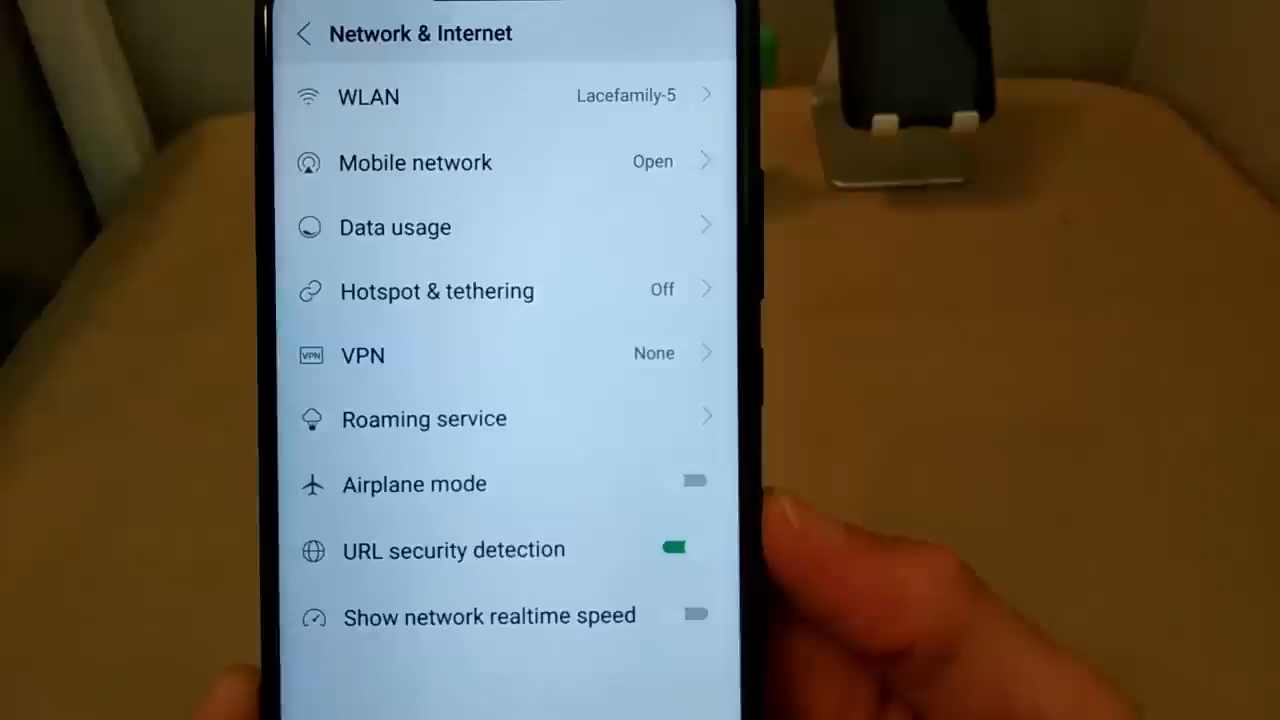 Network & Internet
WLAN Lacefamily-5
Mobile network Open
Data usage
Hotspot & tethering Off
VPN VPN None
Roaming service
Airplane mode
URL security detection
Show network realtime speed